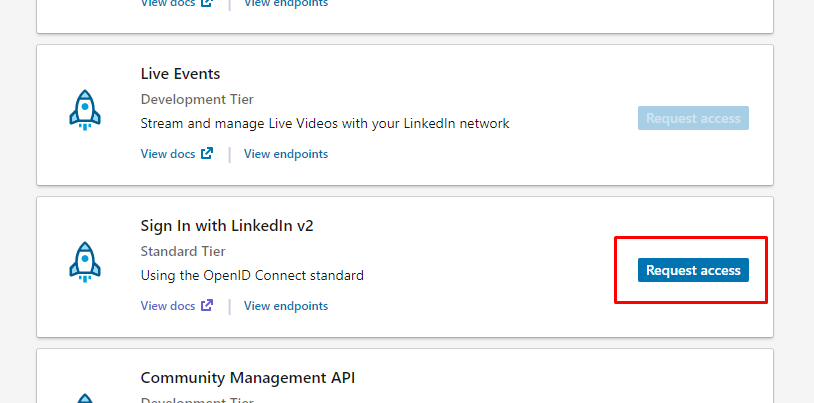 View docs View endpoints
Live Events
Development Tier
Stream and manage Live Videos with your LinkedIn network
Request access
View docs View endpoints
Sign In with LinkedIn v2
Standard Tier
Using the OpenID Connect standard
Request access
View docs View endpoints
Community Management API
Development Tier